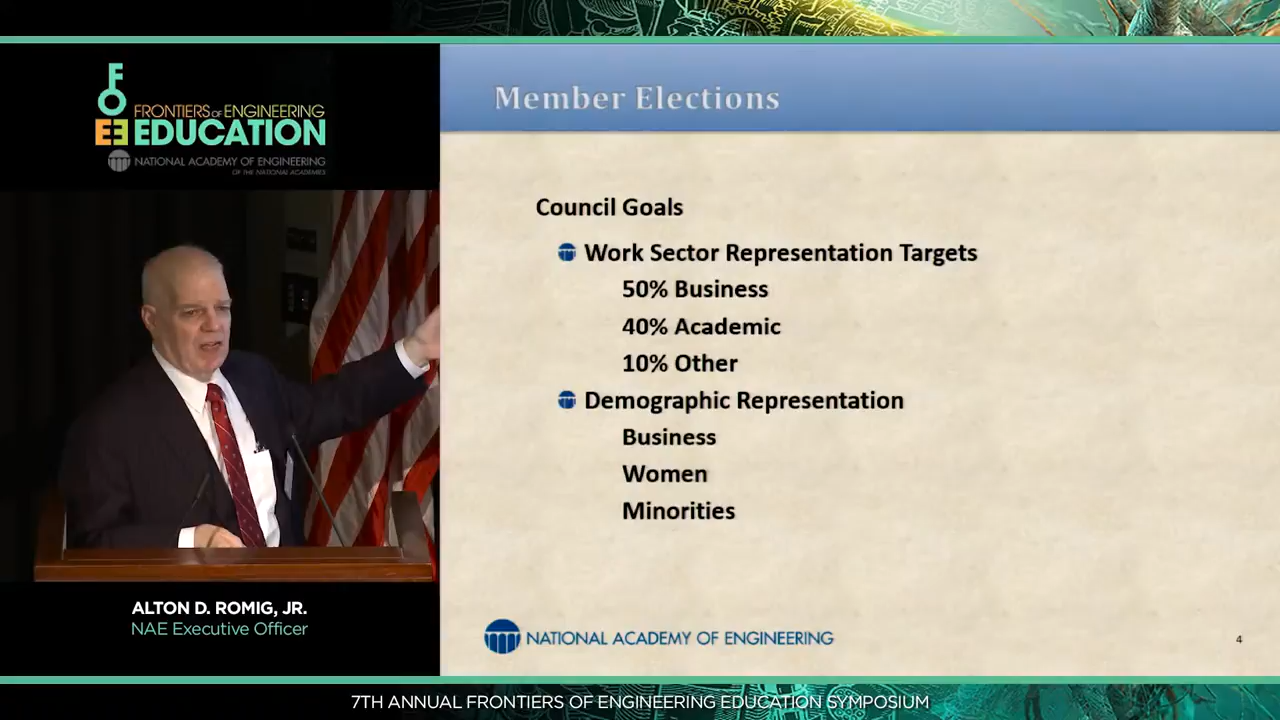 FOEE
FRONTIERS OF ENGINEERING
EDUCATION
NATIONAL ACADEMY OF ENGINEERING
OF THE NATIONAL ACADEMIES
Member Elections
Council Goals
Work Sector Representation Targets
50% Business
40% Academic
10% Other
Demographic Representation
Business
Women
Minorities
NATIONAL ACADEMY OF ENGINEERING
4
ALTON D. ROMIG, JR.
NAE Executive Officer
7TH ANNUAL FRONTIERS OF ENGINEERING EDUCATION SYMPOSIUM